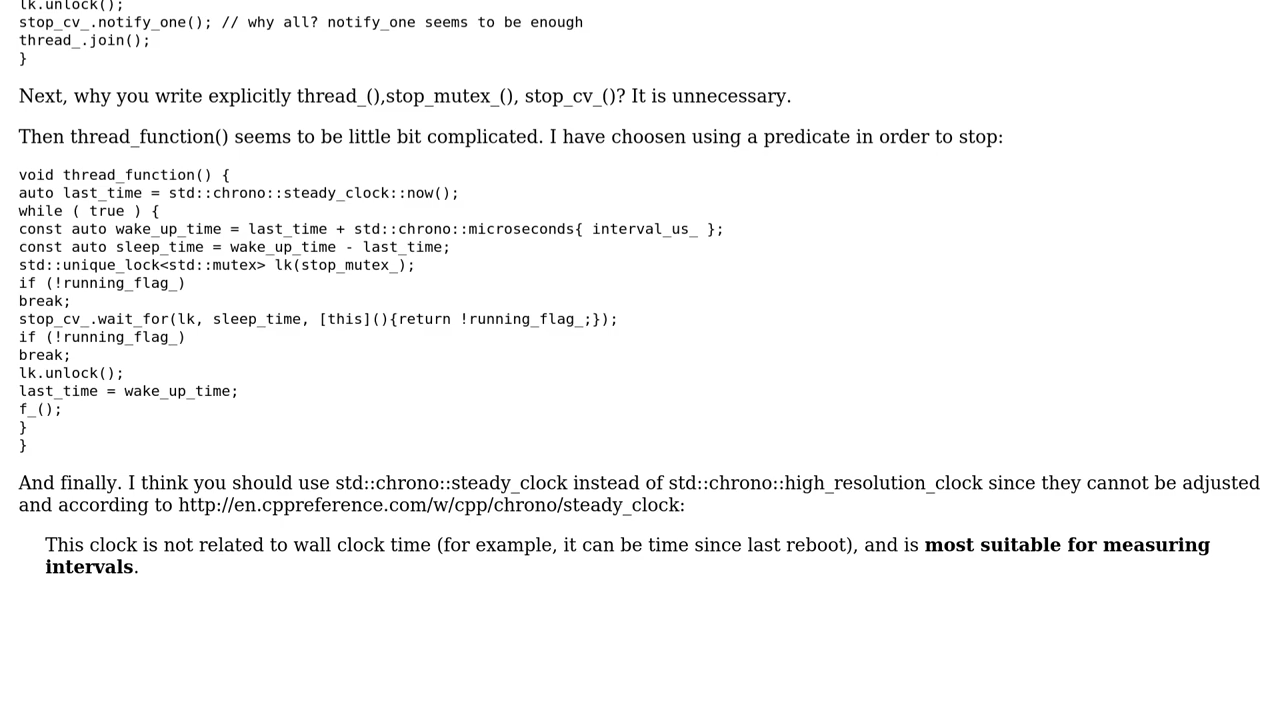 lk.unlock();
stop_cv_.notify_one(); // why all? notify_one seems to be enough
thread_.join();
}
Next, why you write explicitly thread_(),stop_mutex_(), stop_cv_()? It is unnecessary.
Then thread_function() seems to be little bit complicated. I have choosen using a predicate in order to stop:
void thread_function() {
auto last_time = std::chrono::steady_clock::now();
while ( true ) {
const auto wake_up_time = last_time + std::chrono::microseconds{ interval_us_ };
const auto sleep_time = wake_up_time - last_time;
std::unique_lock<std::mutex> lk(stop_mutex_);
if (!running_flag_)
break;
stop_cv_.wait_for(lk, sleep_time, [this](){return !running_flag_;});
if (!running_flag_)
break;
lk.unlock();
last_time = wake_up_time;
f_();
}
}
And finally. I think you should use std::chrono::steady_clock instead of std::chrono::high_resolution_clock since they cannot be adjusted
and according to http://en.cppreference.com/w/cpp/chrono/steady_clock:
This clock is not related to wall clock time (for example, it can be time since last reboot), and is most suitable for measuring
intervals.